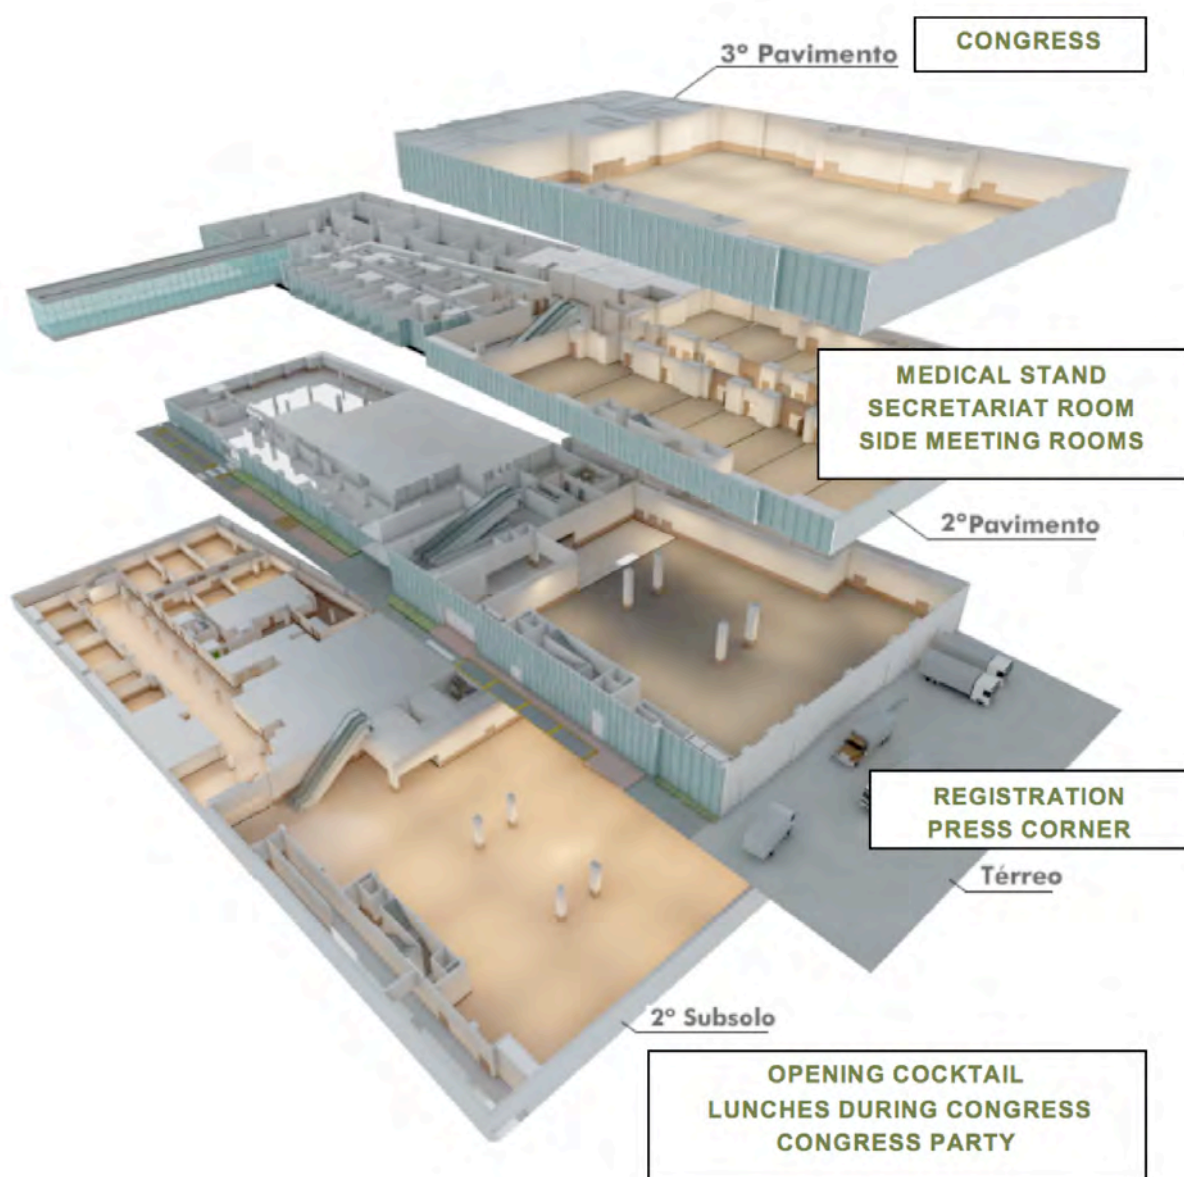 3º Pavimento
CONGRESS
MEDICAL STAND
SECRETARIAT ROOM
SIDE MEETING ROOMS
2ºPavimento
REGISTRATION
PRESS CORNER
Térreo
2º Subsolo
OPENING COCKTAIL
LUNCHES DURING CONGRESS
CONGRESS PARTY